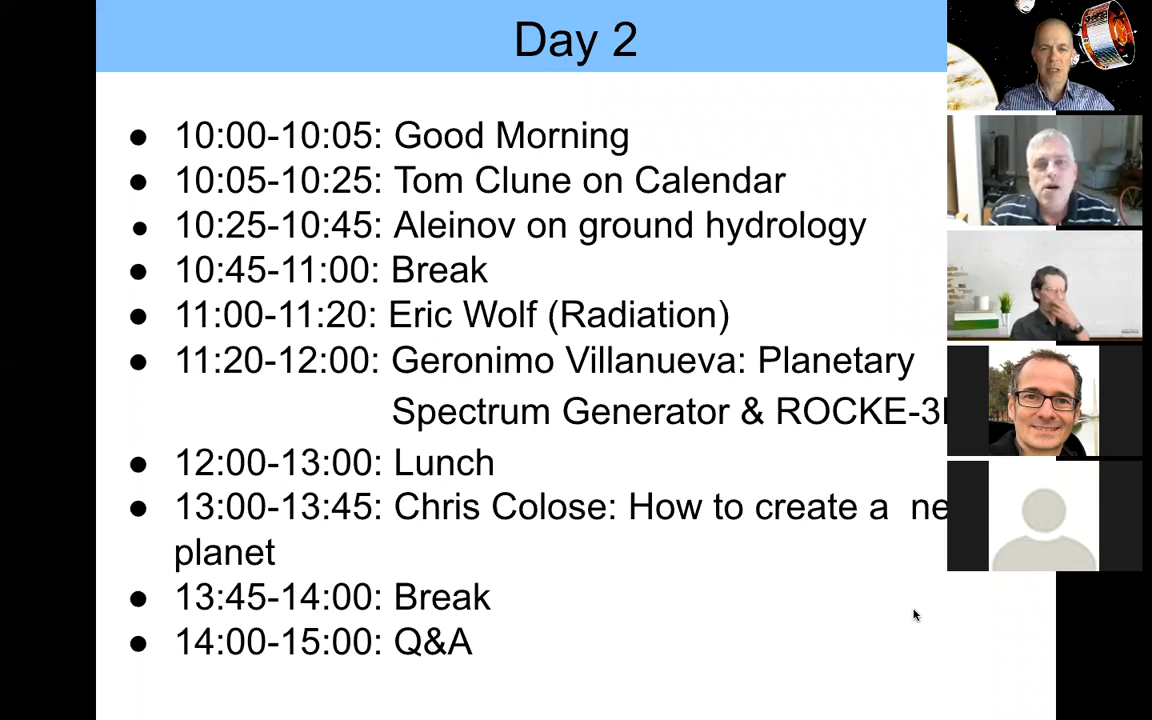 Day 2
● 10:00-10:05: Good Morning
● 10:05-10:25: Tom Clune on Calendar
● 10:25-10:45: Aleinov on ground hydrology
● 10:45-11:00: Break
● 11:00-11:20: Eric Wolf (Radiation)
● 11:20-12:00: Geronimo Villanueva: Planetary
Spectrum Generator & ROCKE-3
● 12:00-13:00: Lunch
● 13:00-13:45: Chris Colose: How to create a ne
planet
● 13:45-14:00: Break
● 14:00-15:00: Q&A